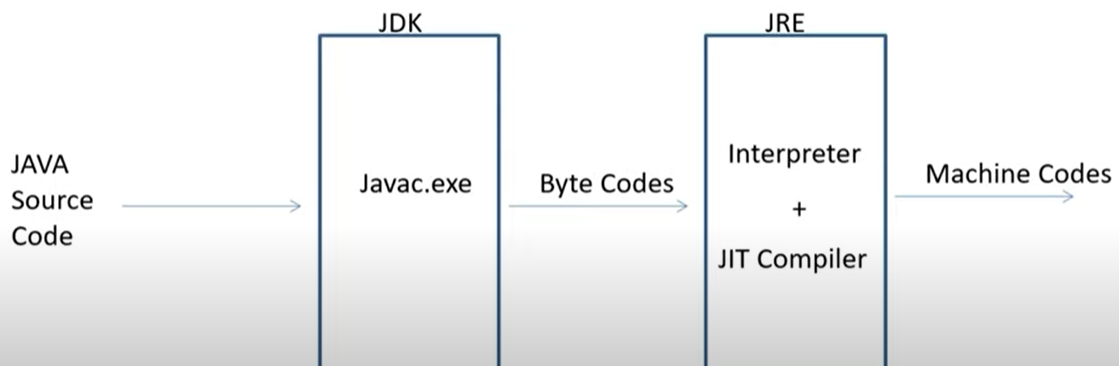 JDK
JRE
JAVA
Source
Code
Javac.exe
Byte Codes
Interpreter
+
JIT Compiler
Machine Codes